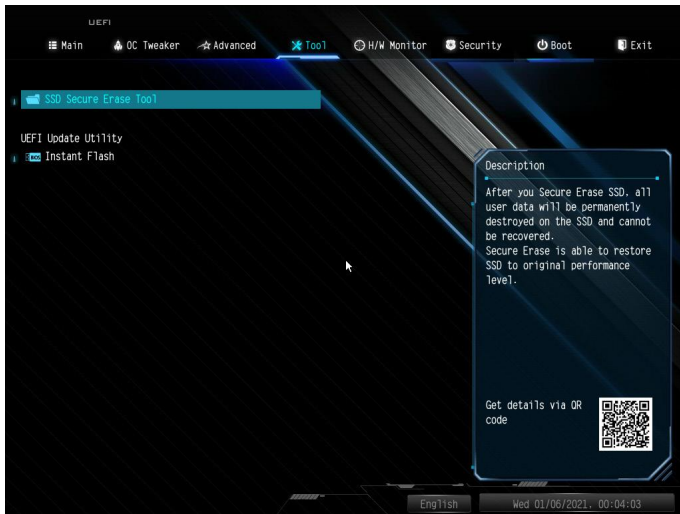 UEFI
Main OC Tweaker Advanced Tool H/W Monitor Security Boot Exit
SSD Secure Erase Tool
UEFI Update Utility
BIOS Instant Flash
Description
After you Secure Erase SSD. all
user data will be permanently
destroyed on the SSD and cannot
be recovered.
Secure Erase is able to restore
SSD to original performance
level.
Get details via QR
code
English
Wed 01/06/2021. 00:04:03